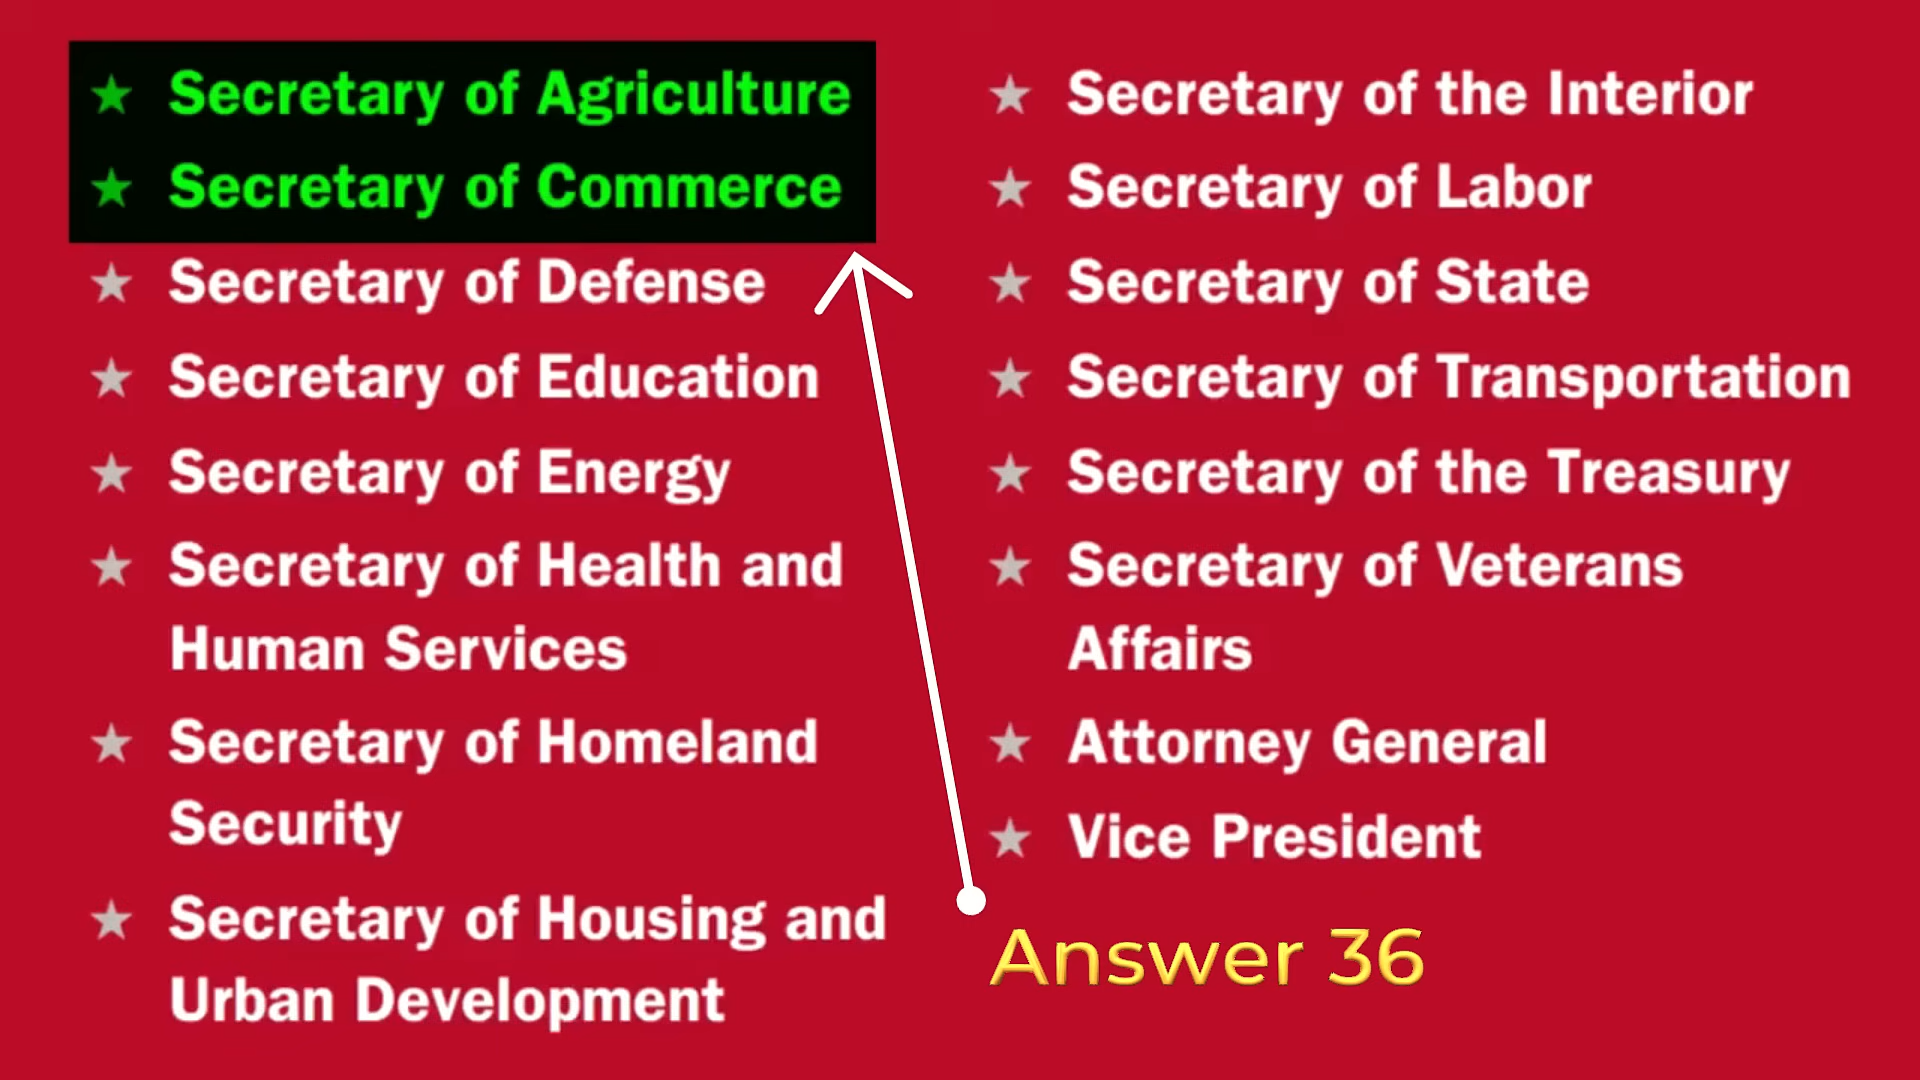 ★ Secretary of Agriculture
★ Secretary of Commerce
★ Secretary of Defense
★ Secretary of Education
★ Secretary of Energy
★ Secretary of Health and
Human Services
★ Secretary of Homeland
Security
★ Secretary of Housing and
Urban Development
★ Secretary of the Interior
★ Secretary of Labor
★ Secretary of State
★ Secretary of Transportation
★ Secretary of the Treasury
★ Secretary of Veterans
Affairs
★ Attorney General
★ Vice President
Answer 36